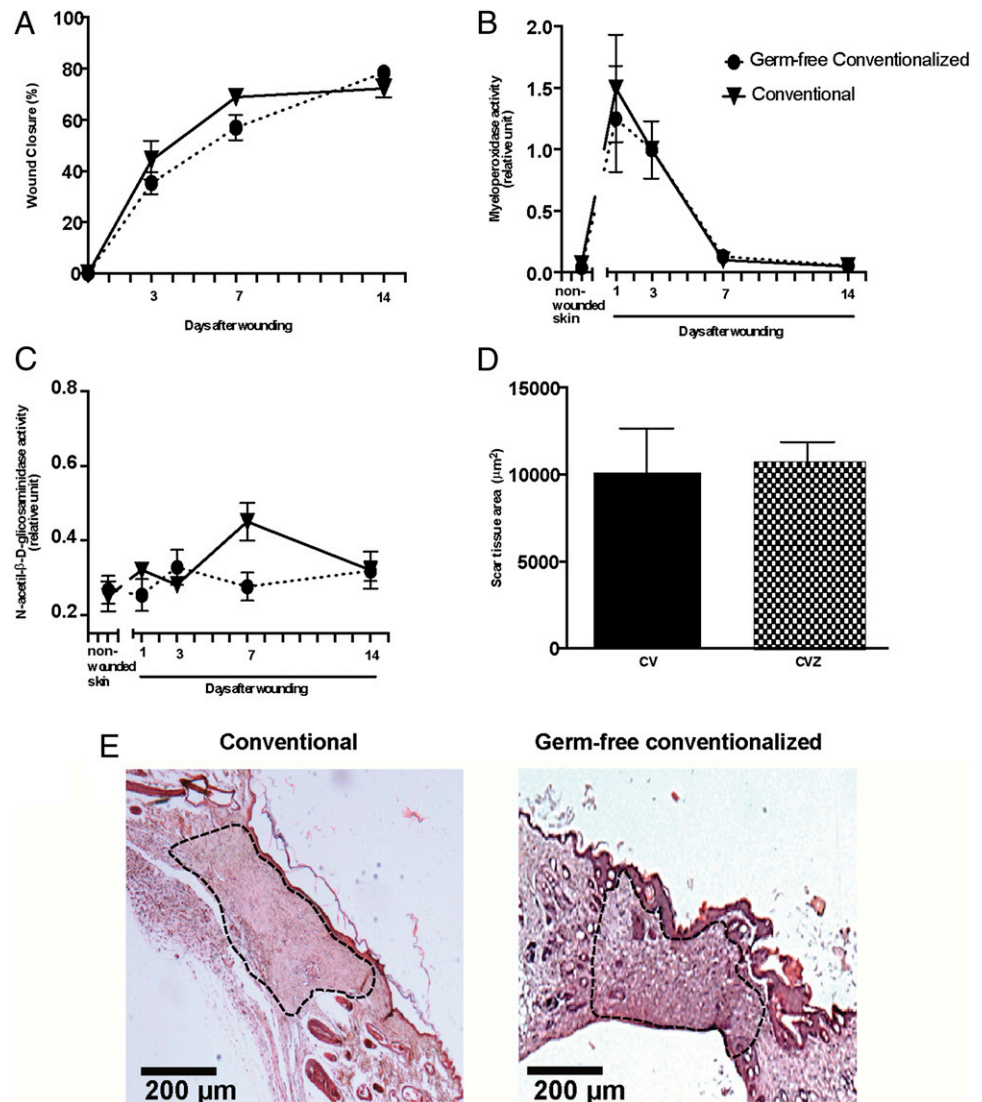 A
100
80
60
40
20
0
Wound Closure (%)
3
7
14
Days after wounding
B
2.0
1.5
1.0
0.5
0.0
Myeloperoxidase activity
(relative unit)
Germ-free Conventionalized
Conventional
non-
wounded
skin
1
3
7
14
Days after wounding
C
0.8
0.6
0.4
0.2
N-acetil-β-D-glicosaminidase activity
(relative unit)
non-
wounded
skin
1
3
7
14
Days after wounding
D
15000
10000
5000
0
Scar tissue area (µm²)
CV
CVZ
E
Conventional
Germ-free conventionalized
200 µm
200 µm